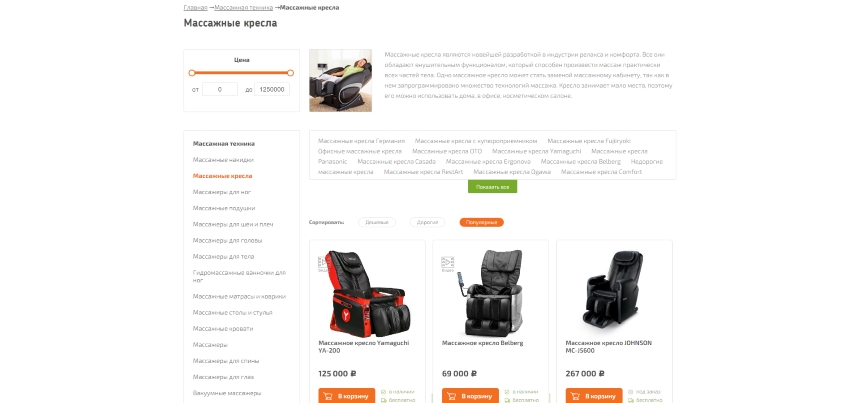 Главная →Массажная техника →Массажные кресла
Массажные кресла
Цена
от 0 до 1250000
Массажные кресла являются новейшей разработкой в индустрии релакса и комфорта. Все они
обладают внушительным функционалом, который способен произвести массаж практически
всех частей тела. Одно массажное кресло может стать заменой массажному кабинету, так как в
нем запрограммировано множество технологий массажа. Кресло занимает мало места, поэтому
его можно использовать дома, в офисе, косметическом салоне.
Массажная техника
Массажные накидки
Массажные кресла
Массажеры для ног
Массажные подушки
Массажеры для шеи и плеч
Массажеры для головы
Массажеры для тела
Гидромассажные ванночки для
ног
Массажные матрасы и коврики
Массажные столы и стулья
Массажные кровати
Массажеры
Массажеры для спины
Массажеры для глаз
Вакуумные массажеры
Массажные кресла Германия Массажные кресла с купюроприемником Массажные кресла Fujiryoki
Офисные массажные кресла Массажные кресла OTO Массажные кресла Yamaguchi Массажные кресла
Panasonic Массажные кресла Casada Массажные кресла Ergonova Массажные кресла Belberg Недорогие
массажные кресла Массажные кресла RestArt Массажные кресла Ogawa Массажные кресла Comfort
Показать все
Сортировать: Дешевые Дорогие Популярные
Массажное кресло Yamaguchi
YA-200
125 000 ₽
В корзину
в наличии
бесплатно
Массажное кресло Belberg
69 000 ₽
В корзину
в наличии
бесплатно
Массажное кресло JOHNSON
MC-J5600
267 000 ₽
В корзину
под заказ
бесплатно